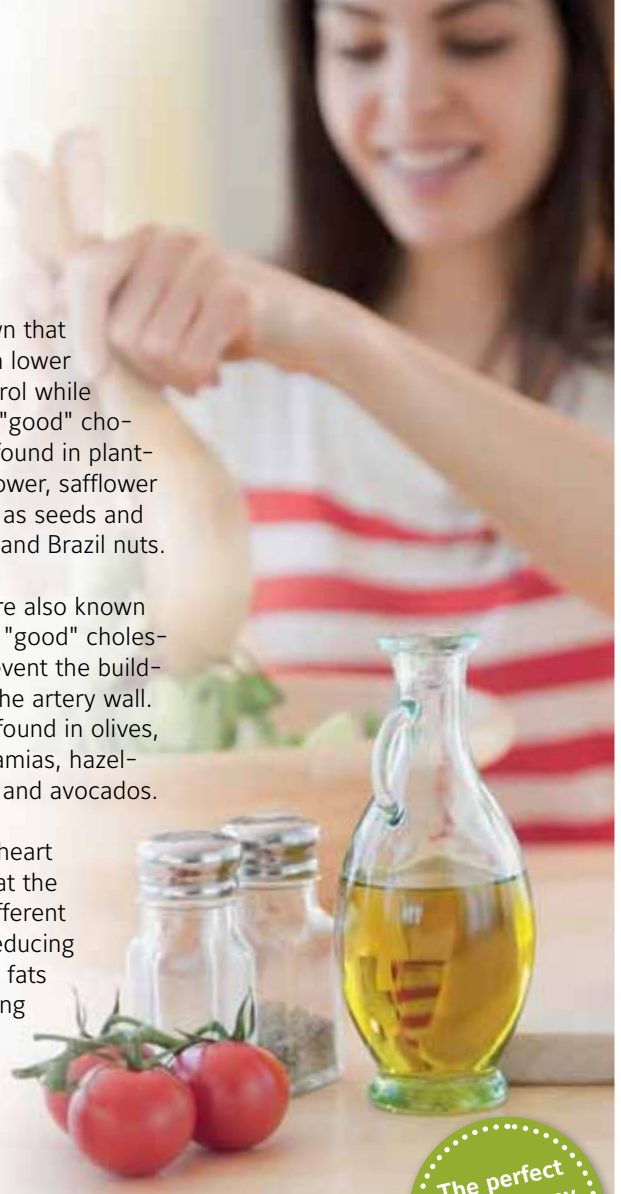 wn that
n lower
rol while
"good" cho-
found in plant-
ower, safflower
as seeds and
and Brazil nuts.
re also known
"good" choles-
event the build-
he artery wall.
found in olives,
amias, hazel-
and avocados.
heart
at the
fferent
educing
fats
ng
The perfect